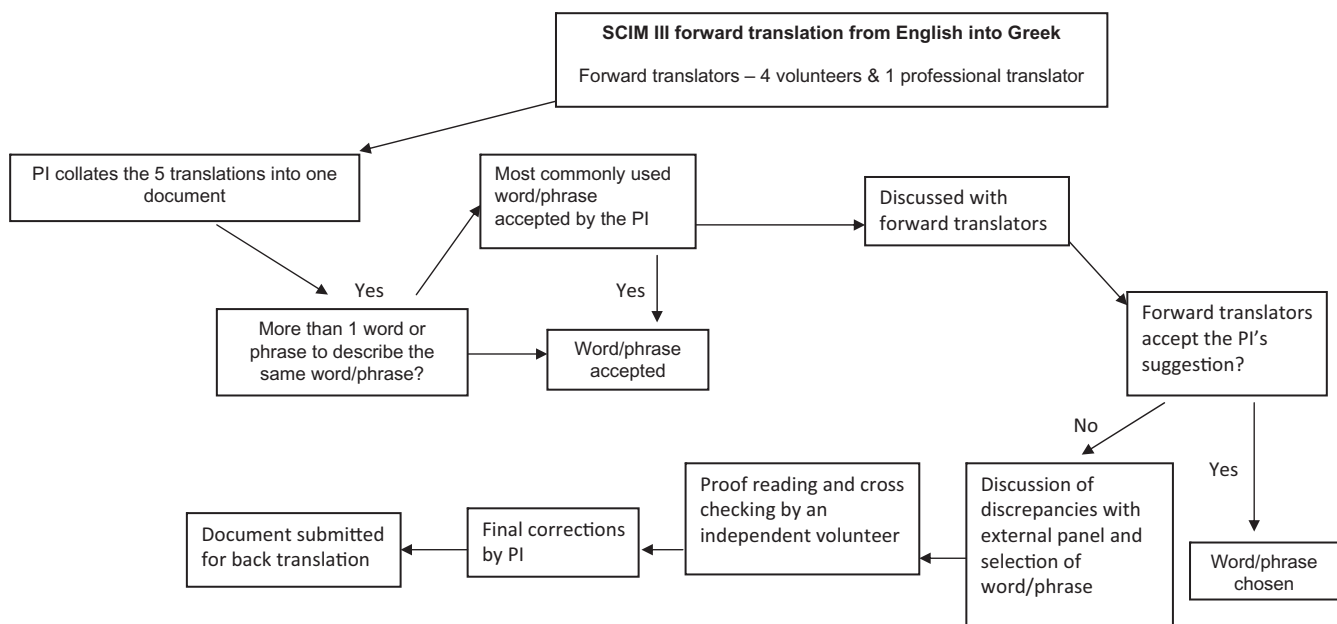 SCIM III forward translation from English into Greek
Forward translators – 4 volunteers & 1 professional translator
PI collates the 5 translations into one
document
Most commonly used
word/phrase
accepted by the PI
Discussed with
forward translators
Yes
Yes
More than 1 word or
phrase to describe the
same word/phrase?
Word/phrase
accepted
Forward translators
accept the PI’s
suggestion?
No
Yes
Discussion of
discrepancies with
external panel and
selection of
word/phrase
Word/phrase
chosen
Proof reading and cross
checking by an
independent volunteer
Final corrections
by PI
Document submitted
for back translation